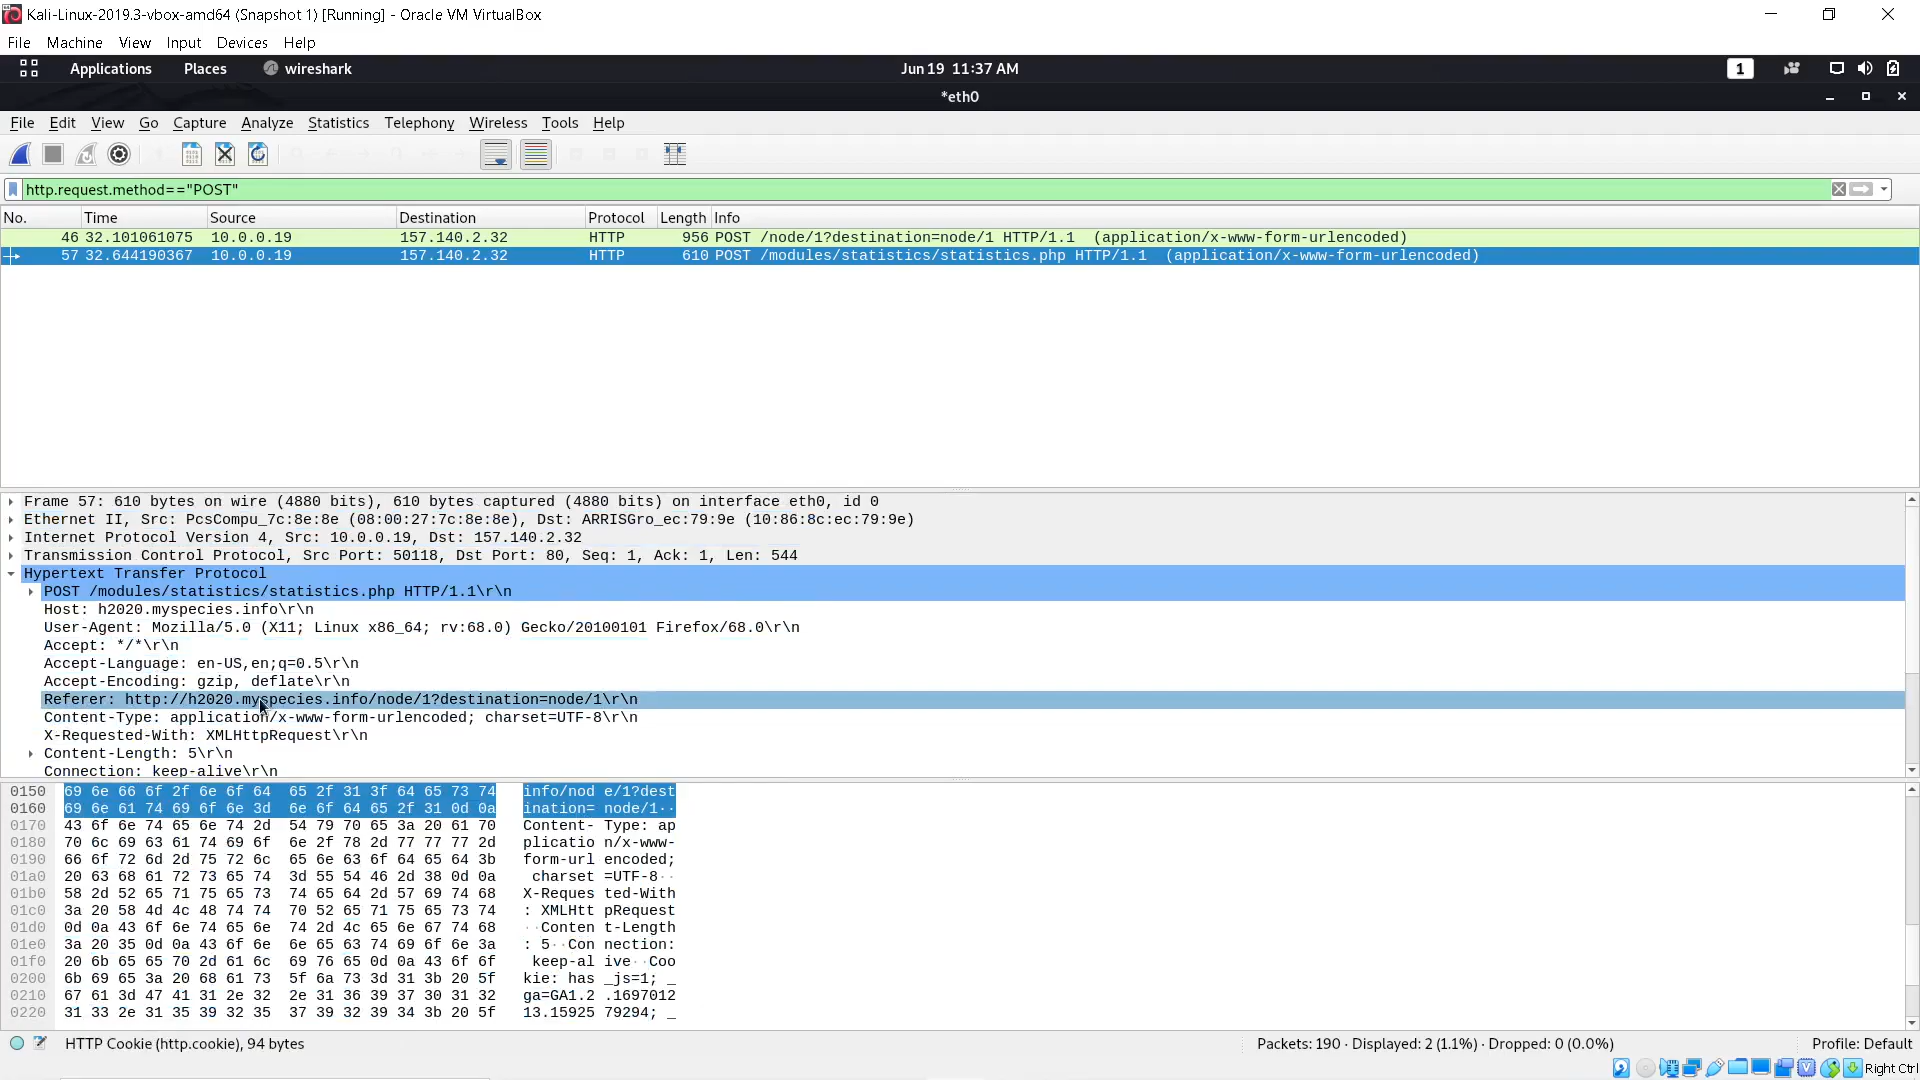 Kali-Linux-2019.3-vbox-amd64 (Snapshot 1) [Running] - Oracle VM VirtualBox
File Machine View Input Devices Help
Applications Places wireshark Jun 19 11:37 AM 1
*eth0
File Edit View Go Capture Analyze Statistics Telephony Wireless Tools Help
http.request.method=="POST"
No. Time Source Destination Protocol Length Info
46 32.101061075 10.0.0.19 157.140.2.32 HTTP 956 POST /node/1?destination=node/1 HTTP/1.1 (application/x-www-form-urlencoded)
57 32.644190367 10.0.0.19 157.140.2.32 HTTP 610 POST /modules/statistics/statistics.php HTTP/1.1 (application/x-www-form-urlencoded)
Frame 57: 610 bytes on wire (4880 bits), 610 bytes captured (4880 bits) on interface eth0, id 0
Ethernet II, Src: PcsCompu_7c:8e:8e (08:00:27:7c:8e:8e), Dst: ARRISGro_ec:79:9e (10:86:8c:ec:79:9e)
Internet Protocol Version 4, Src: 10.0.0.19, Dst: 157.140.2.32
Transmission Control Protocol, Src Port: 50118, Dst Port: 80, Seq: 1, Ack: 1, Len: 544
Hypertext Transfer Protocol
POST /modules/statistics/statistics.php HTTP/1.1\r\n
Host: h2020.myspecies.info\r\n
User-Agent: Mozilla/5.0 (X11; Linux x86_64; rv:68.0) Gecko/20100101 Firefox/68.0\r\n
Accept: */*\r\n
Accept-Language: en-US,en;q=0.5\r\n
Accept-Encoding: gzip, deflate\r\n
Referer: http://h2020.myspecies.info/node/1?destination=node/1\r\n
Content-Type: application/x-www-form-urlencoded; charset=UTF-8\r\n
X-Requested-With: XMLHttpRequest\r\n
Content-Length: 5\r\n
Connection: keep-alive\r\n
0150 69 6e 66 6f 2f 6e 6f 64 65 2f 31 3f 64 65 73 74 info/nod e/1?dest
0160 69 6e 61 74 69 6f 6e 3d 6e 6f 64 65 2f 31 0d 0a ination= node/1··
0170 43 6f 6e 74 65 6e 74 2d 54 79 70 65 3a 20 61 70 Content- Type: ap
0180 70 6c 69 63 61 74 69 6f 6e 2f 78 2d 77 77 77 2d plicatio n/x-www-
0190 66 6f 72 6d 2d 75 72 6c 65 6e 63 6f 64 65 64 3b form-url encoded;
01a0 20 63 68 61 72 73 65 74 3d 55 54 46 2d 38 0d 0a charset =UTF-8··
01b0 58 2d 52 65 71 75 65 73 74 65 64 2d 57 69 74 68 X-Reques ted-With
01c0 3a 20 58 4d 4c 48 74 74 70 52 65 71 75 65 73 74 : XMLHtt pRequest
01d0 0d 0a 43 6f 6e 74 65 6e 74 2d 4c 65 6e 67 74 68 ··Conten t-Length
01e0 3a 20 35 0d 0a 43 6f 6e 6e 65 63 74 69 6f 6e 3a : 5··Con nection:
01f0 20 6b 65 65 70 2d 61 6c 69 76 65 0d 0a 43 6f 6f keep-al ive··Coo
0200 6b 69 65 3a 20 68 61 73 5f 6a 73 3d 31 3b 20 5f kie: has _js=1; _
0210 67 61 3d 47 41 31 2e 32 2e 31 36 39 37 30 31 32 ga=GA1.2 .1697012
0220 31 33 2e 31 35 39 32 35 37 39 32 39 34 3b 20 5f 13.15925 79294; _
HTTP Cookie (http.cookie), 94 bytes Packets: 190 · Displayed: 2 (1.1%) · Dropped: 0 (0.0%) Profile: Default
Right Ctrl